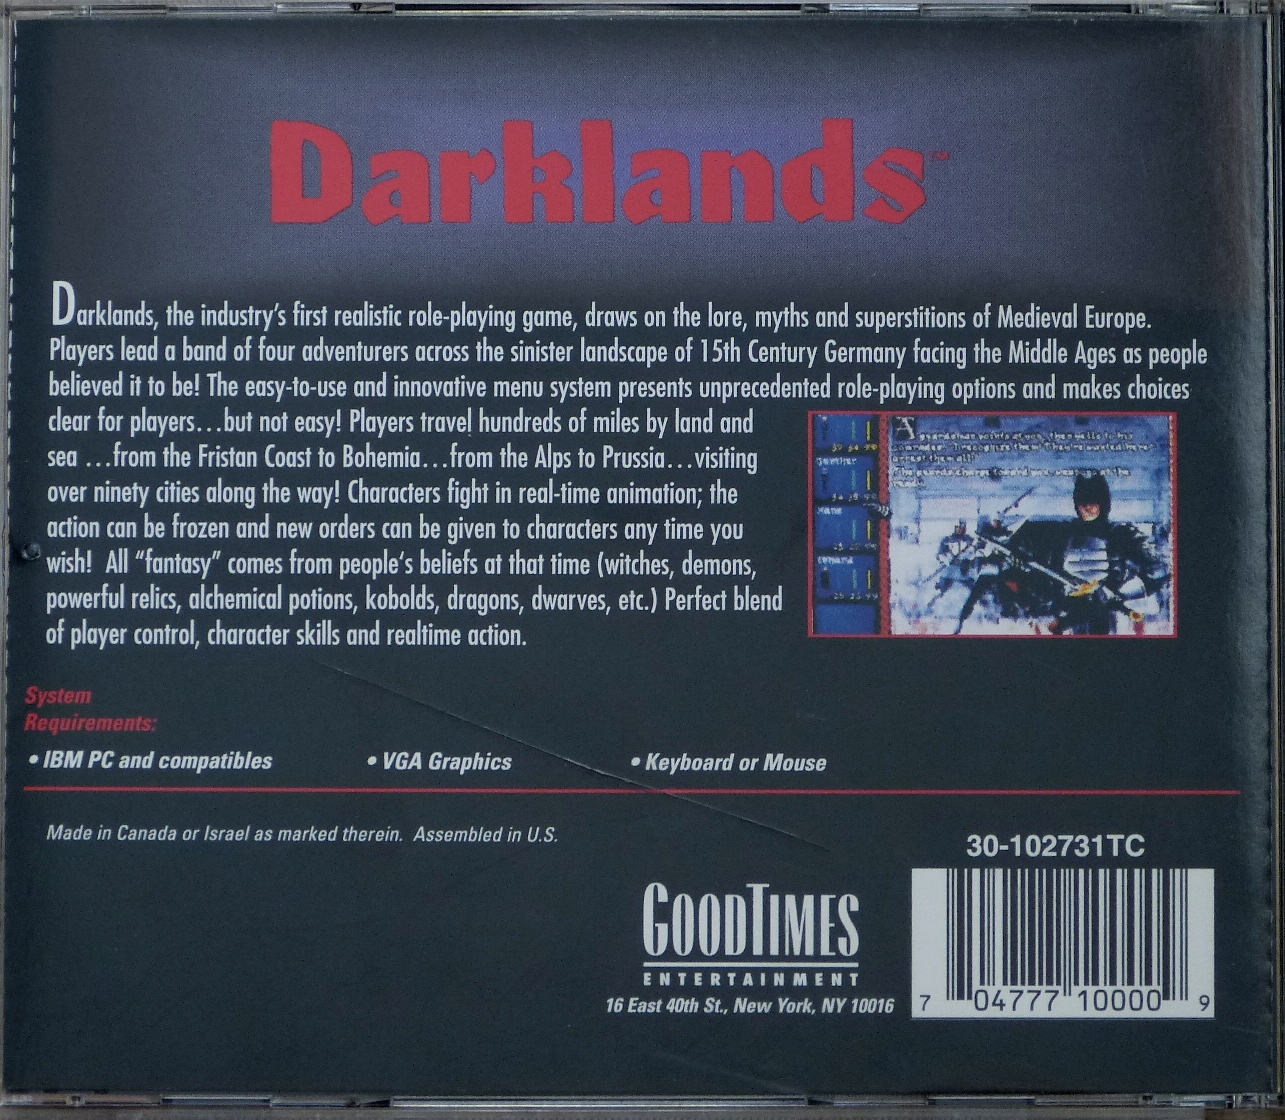 Darklands™
Darklands, the industry's first realistic role-playing game, draws on the lore, myths and superstitions of Medieval Europe.
Players lead a band of four adventurers across the sinister landscape of 15th Century Germany facing the Middle Ages as people
believed it to be! The easy-to-use and innovative menu system presents unprecedented role-playing options and makes choices
clear for players...but not easy! Players travel hundreds of miles by land and
sea ...from the Fristan Coast to Bohemia...from the Alps to Prussia...visiting
over ninety cities along the way! Characters fight in real-time animation; the
action can be frozen and new orders can be given to characters any time you
wish! All "fantasy" comes from people's beliefs at that time (witches, demons,
powerful relics, alchemical potions, kobolds, dragons, dwarves, etc.) Perfect blend
of player control, character skills and realtime action.
System
Requirements:
• IBM PC and compatibles • VGA Graphics • Keyboard or Mouse
Made in Canada or Israel as marked therein. Assembled in U.S.
30-102731TC
GOODTIMES
ENTERTAINMENT
16 East 40th St., New York, NY 10016
7 04777 10000 9